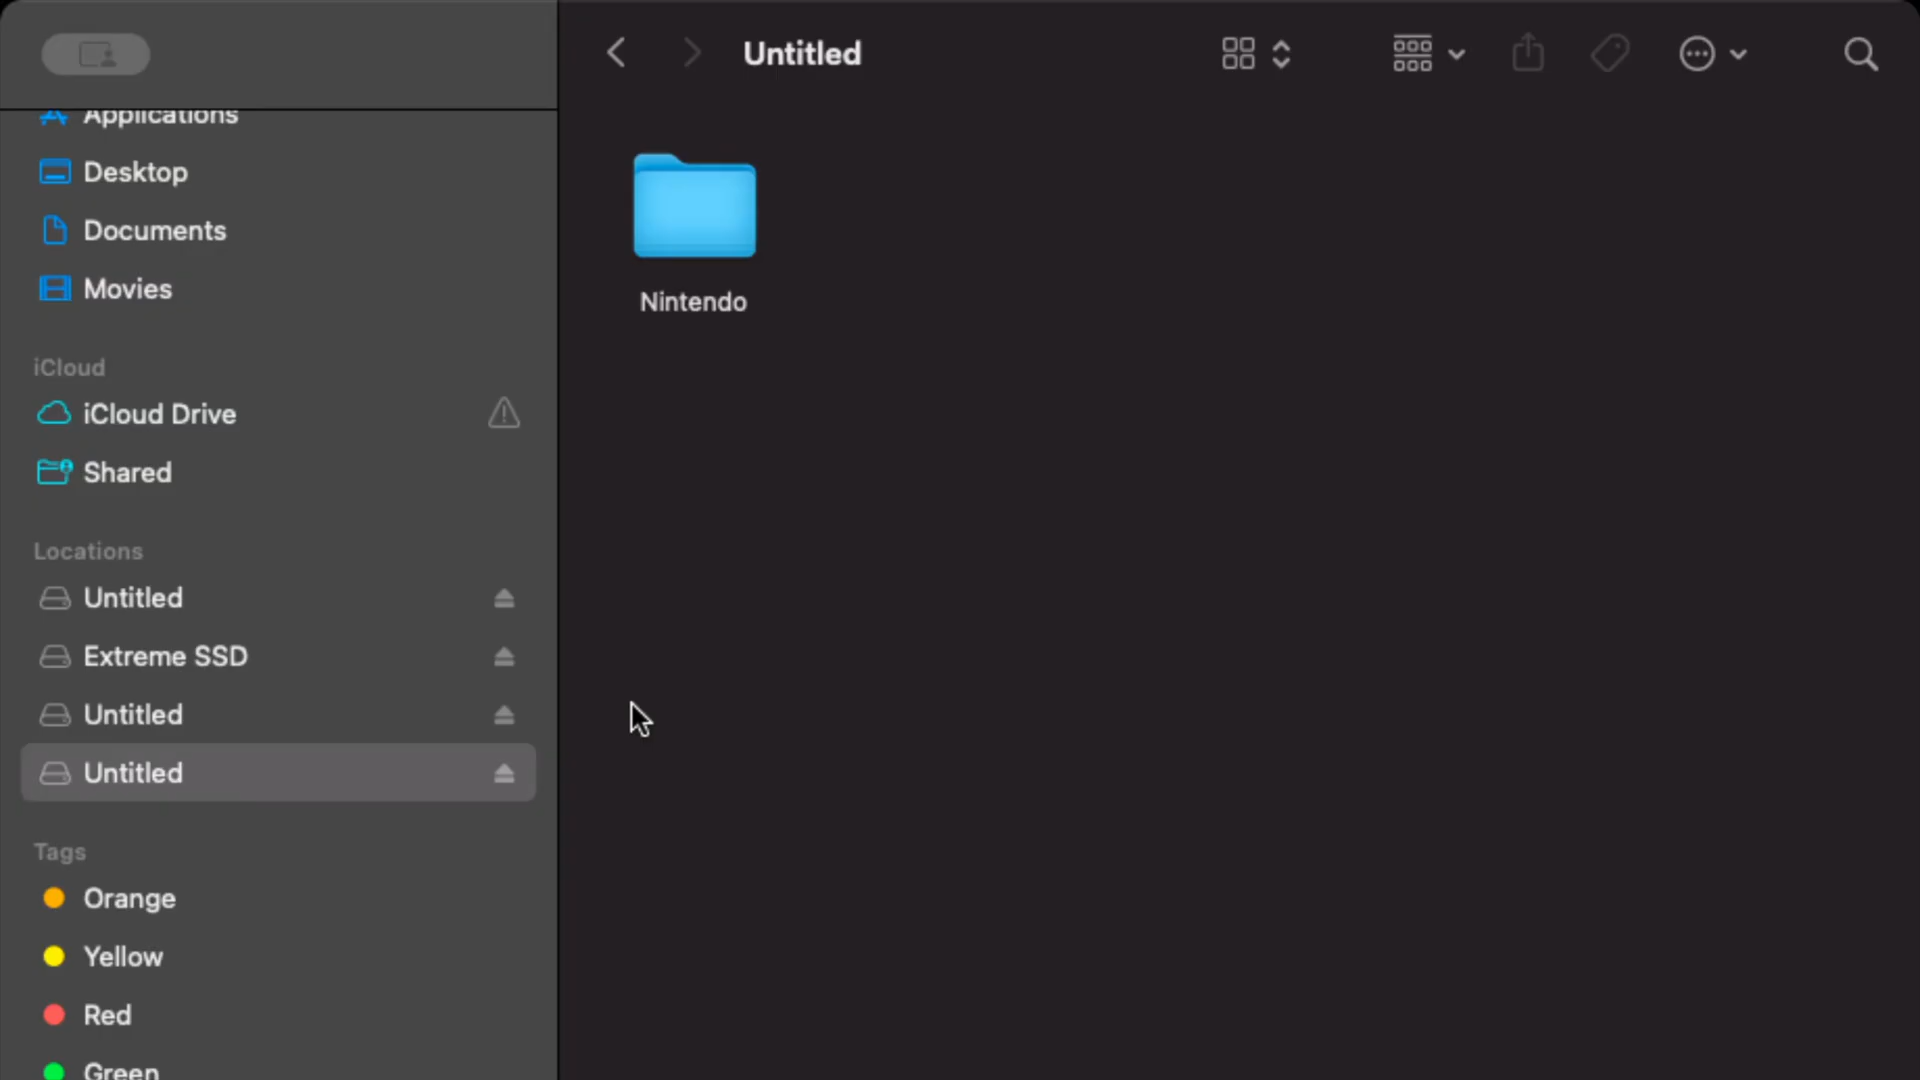 Untitled
Applications
Desktop
Documents
Movies
Nintendo
iCloud
iCloud Drive
Shared
Locations
Untitled
Extreme SSD
Untitled
Untitled
Tags
Orange
Yellow
Red
Green